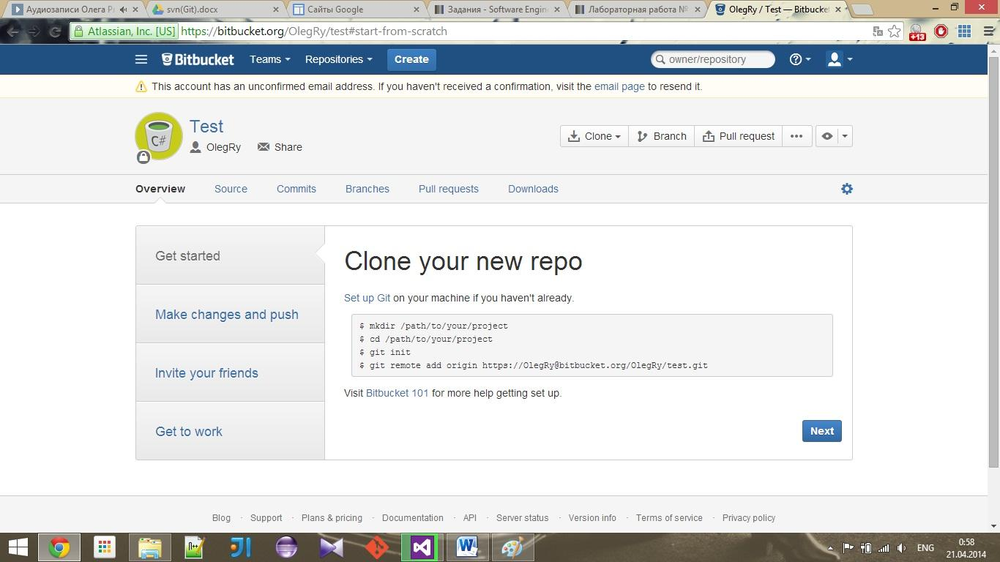 Аудиозаписи Олега Р
svn(Git).docx
Сайты Google
Задания - Software Engin
Лабораторная работа №
OlegRy / Test — Bitbucket
Atlassian, Inc. [US] https://bitbucket.org/OlegRy/test#start-from-scratch
+13
Bitbucket Teams Repositories Create owner/repository
This account has an unconfirmed email address. If you haven't received a confirmation, visit the email page to resend it.
C#
Test
OlegRy Share
Clone Branch Pull request
Overview Source Commits Branches Pull requests Downloads
Get started
Make changes and push
Invite your friends
Get to work
Clone your new repo
Set up Git on your machine if you haven't already.
$ mkdir /path/to/your/project
$ cd /path/to/your/project
$ git init
$ git remote add origin https://OlegRy@bitbucket.org/OlegRy/test.git
Visit Bitbucket 101 for more help getting set up.
Next
Blog · Support · Plans & pricing · Documentation · API · Server status · Version info · Terms of service · Privacy policy
ENG
0:58
21.04.2014